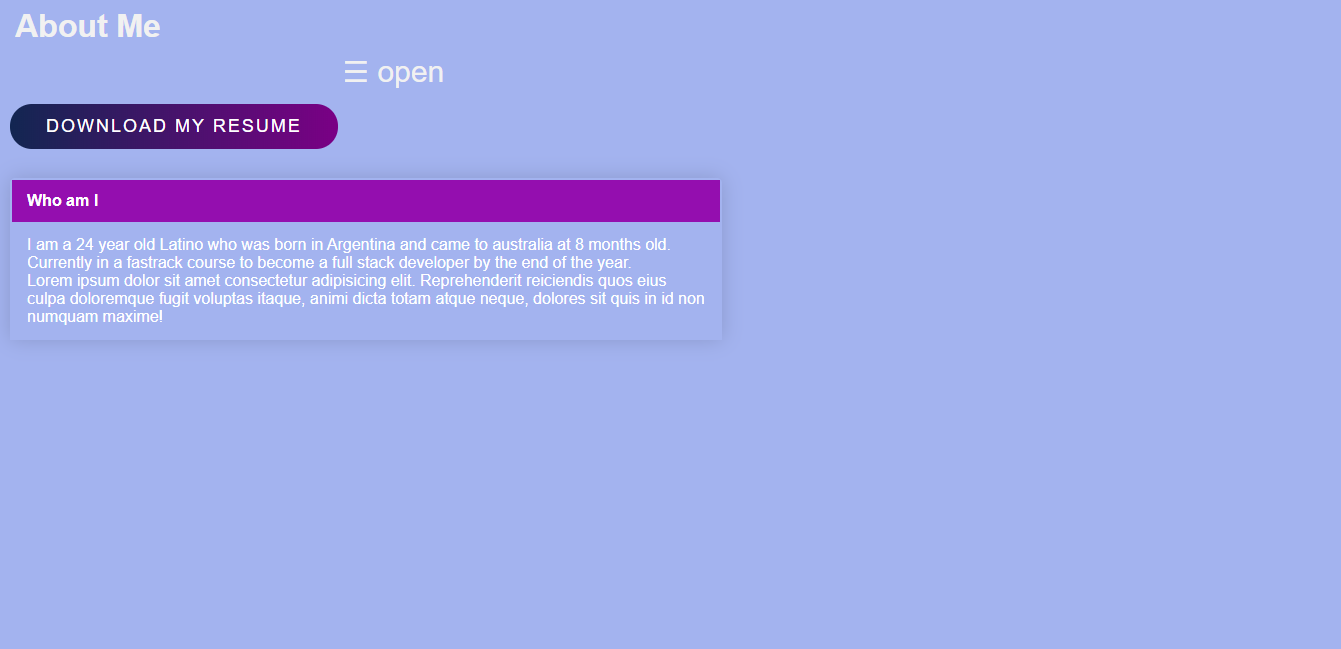 About Me
☰ open
DOWNLOAD MY RESUME
Who am I
I am a 24 year old Latino who was born in Argentina and came to australia at 8 months old.
Currently in a fastrack course to become a full stack developer by the end of the year.
Lorem ipsum dolor sit amet consectetur adipisicing elit. Reprehenderit reiciendis quos eius
culpa doloremque fugit voluptas itaque, animi dicta totam atque neque, dolores sit quis in id non
numquam maxime!